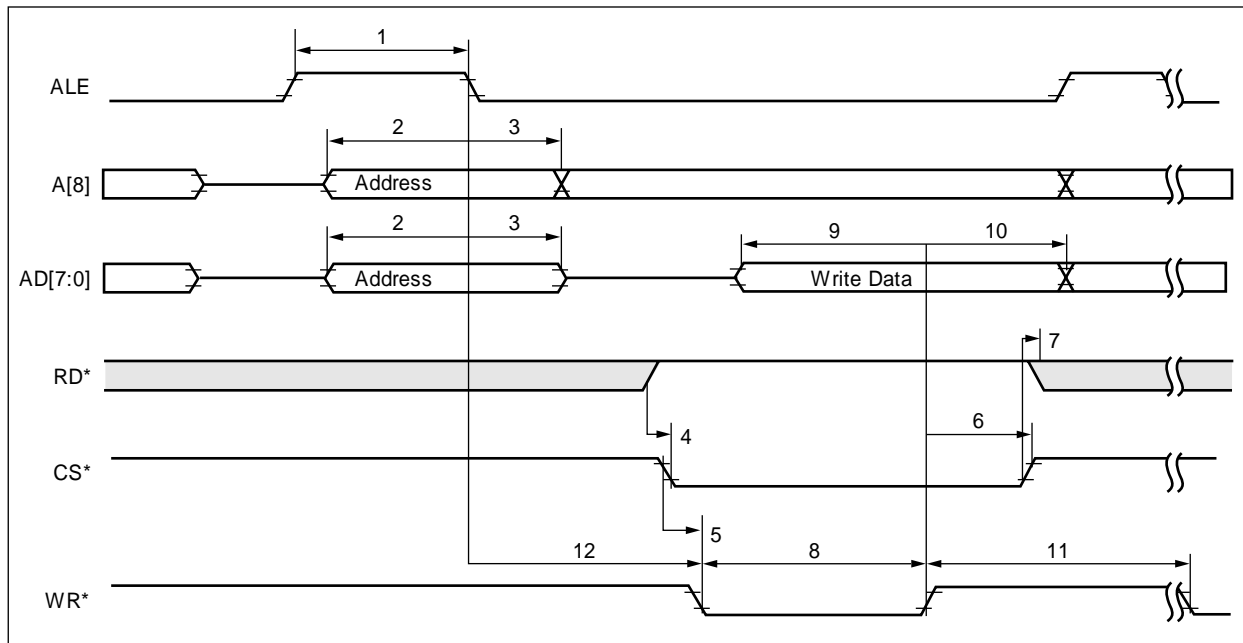 1
ALE
2 3
A[8] Address
2 3 9 10
AD[7:0] Address Write Data
7
RD*
4 6
CS*
5
12 8 11
WR*